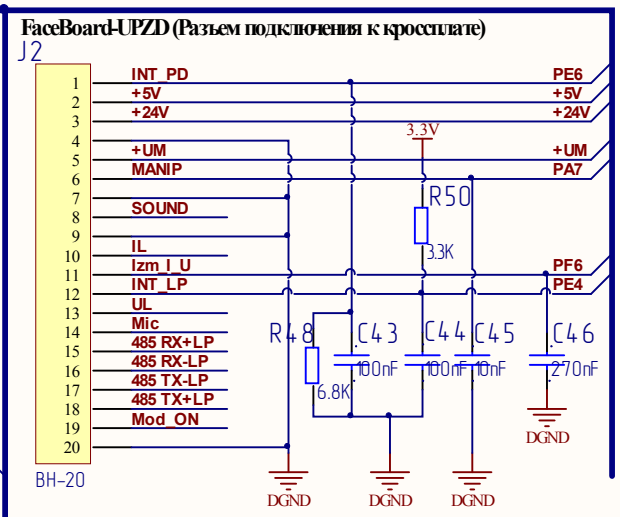 FaceBoard-UPZD (Разъем подключения к кроссплате)
J2
1 INT_PD PE6
2 +5V +5V
3 +24V +24V
3.3V
4
5 +UM +UM
6 MANIP PA7
7
R50
8 SOUND
9
3.3K
10 IL
11 Izm_I_U PF6
12 INT_LP PE4
13 UL
14 Mic
R48 C43 C44 C45 C46
15 485 RX+LP
16 485 RX-LP
100nF 100nF 10nF 270nF
17 485 TX-LP
6.8K
18 485 TX+LP
19 Mod_ON
20
DGND
BH-20
DGND DGND DGND